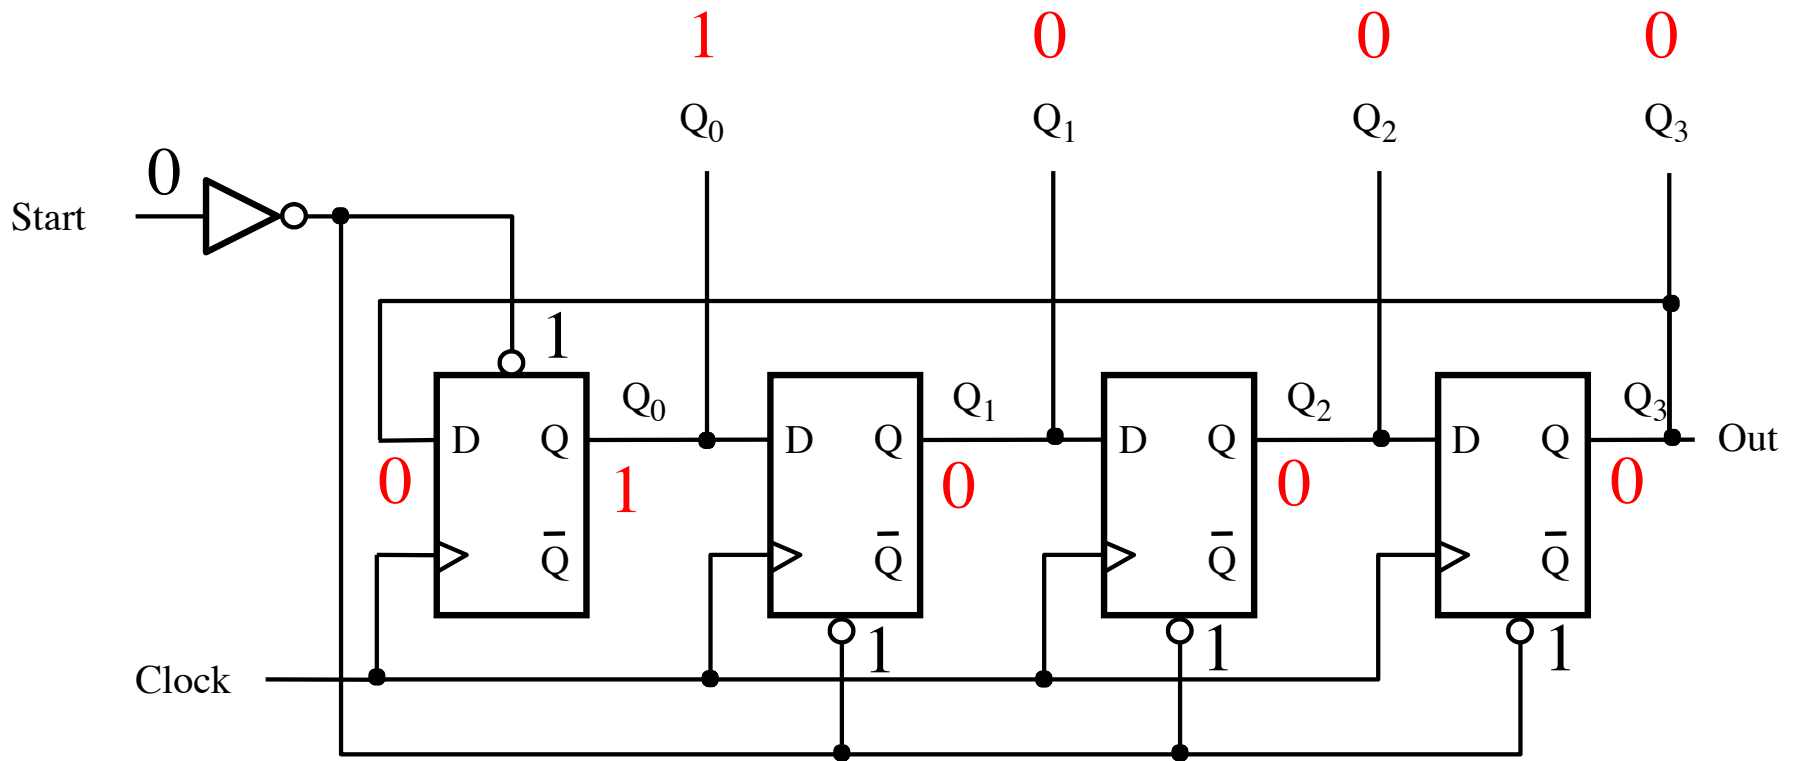 1 0 0 0
Q0 Q1 Q2 Q3
0
Start
1
Q0 Q1 Q2 Q3
D Q D Q D Q D Q Out
0 1 0 0 0
Q̅ Q̅ Q̅ Q̅
1 1 1
Clock